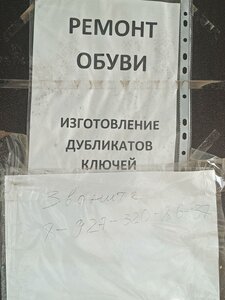 РЕМОНТ
ОБУВИ
ИЗГОТОВЛЕНИЕ
ДУБЛИКАТОВ
КЛЮЧЕЙ
Звоните